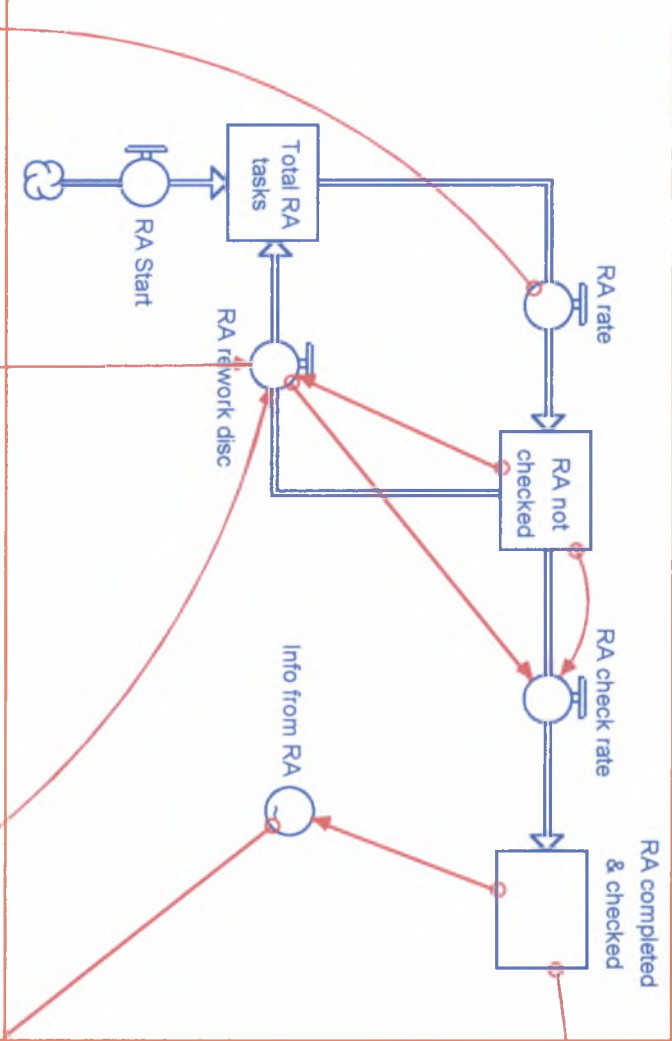 RA completed
& checked
RA check rate
RA not
checked
RA rate
Total RA
tasks
RA Start
RA rework disc
Info from RA
~